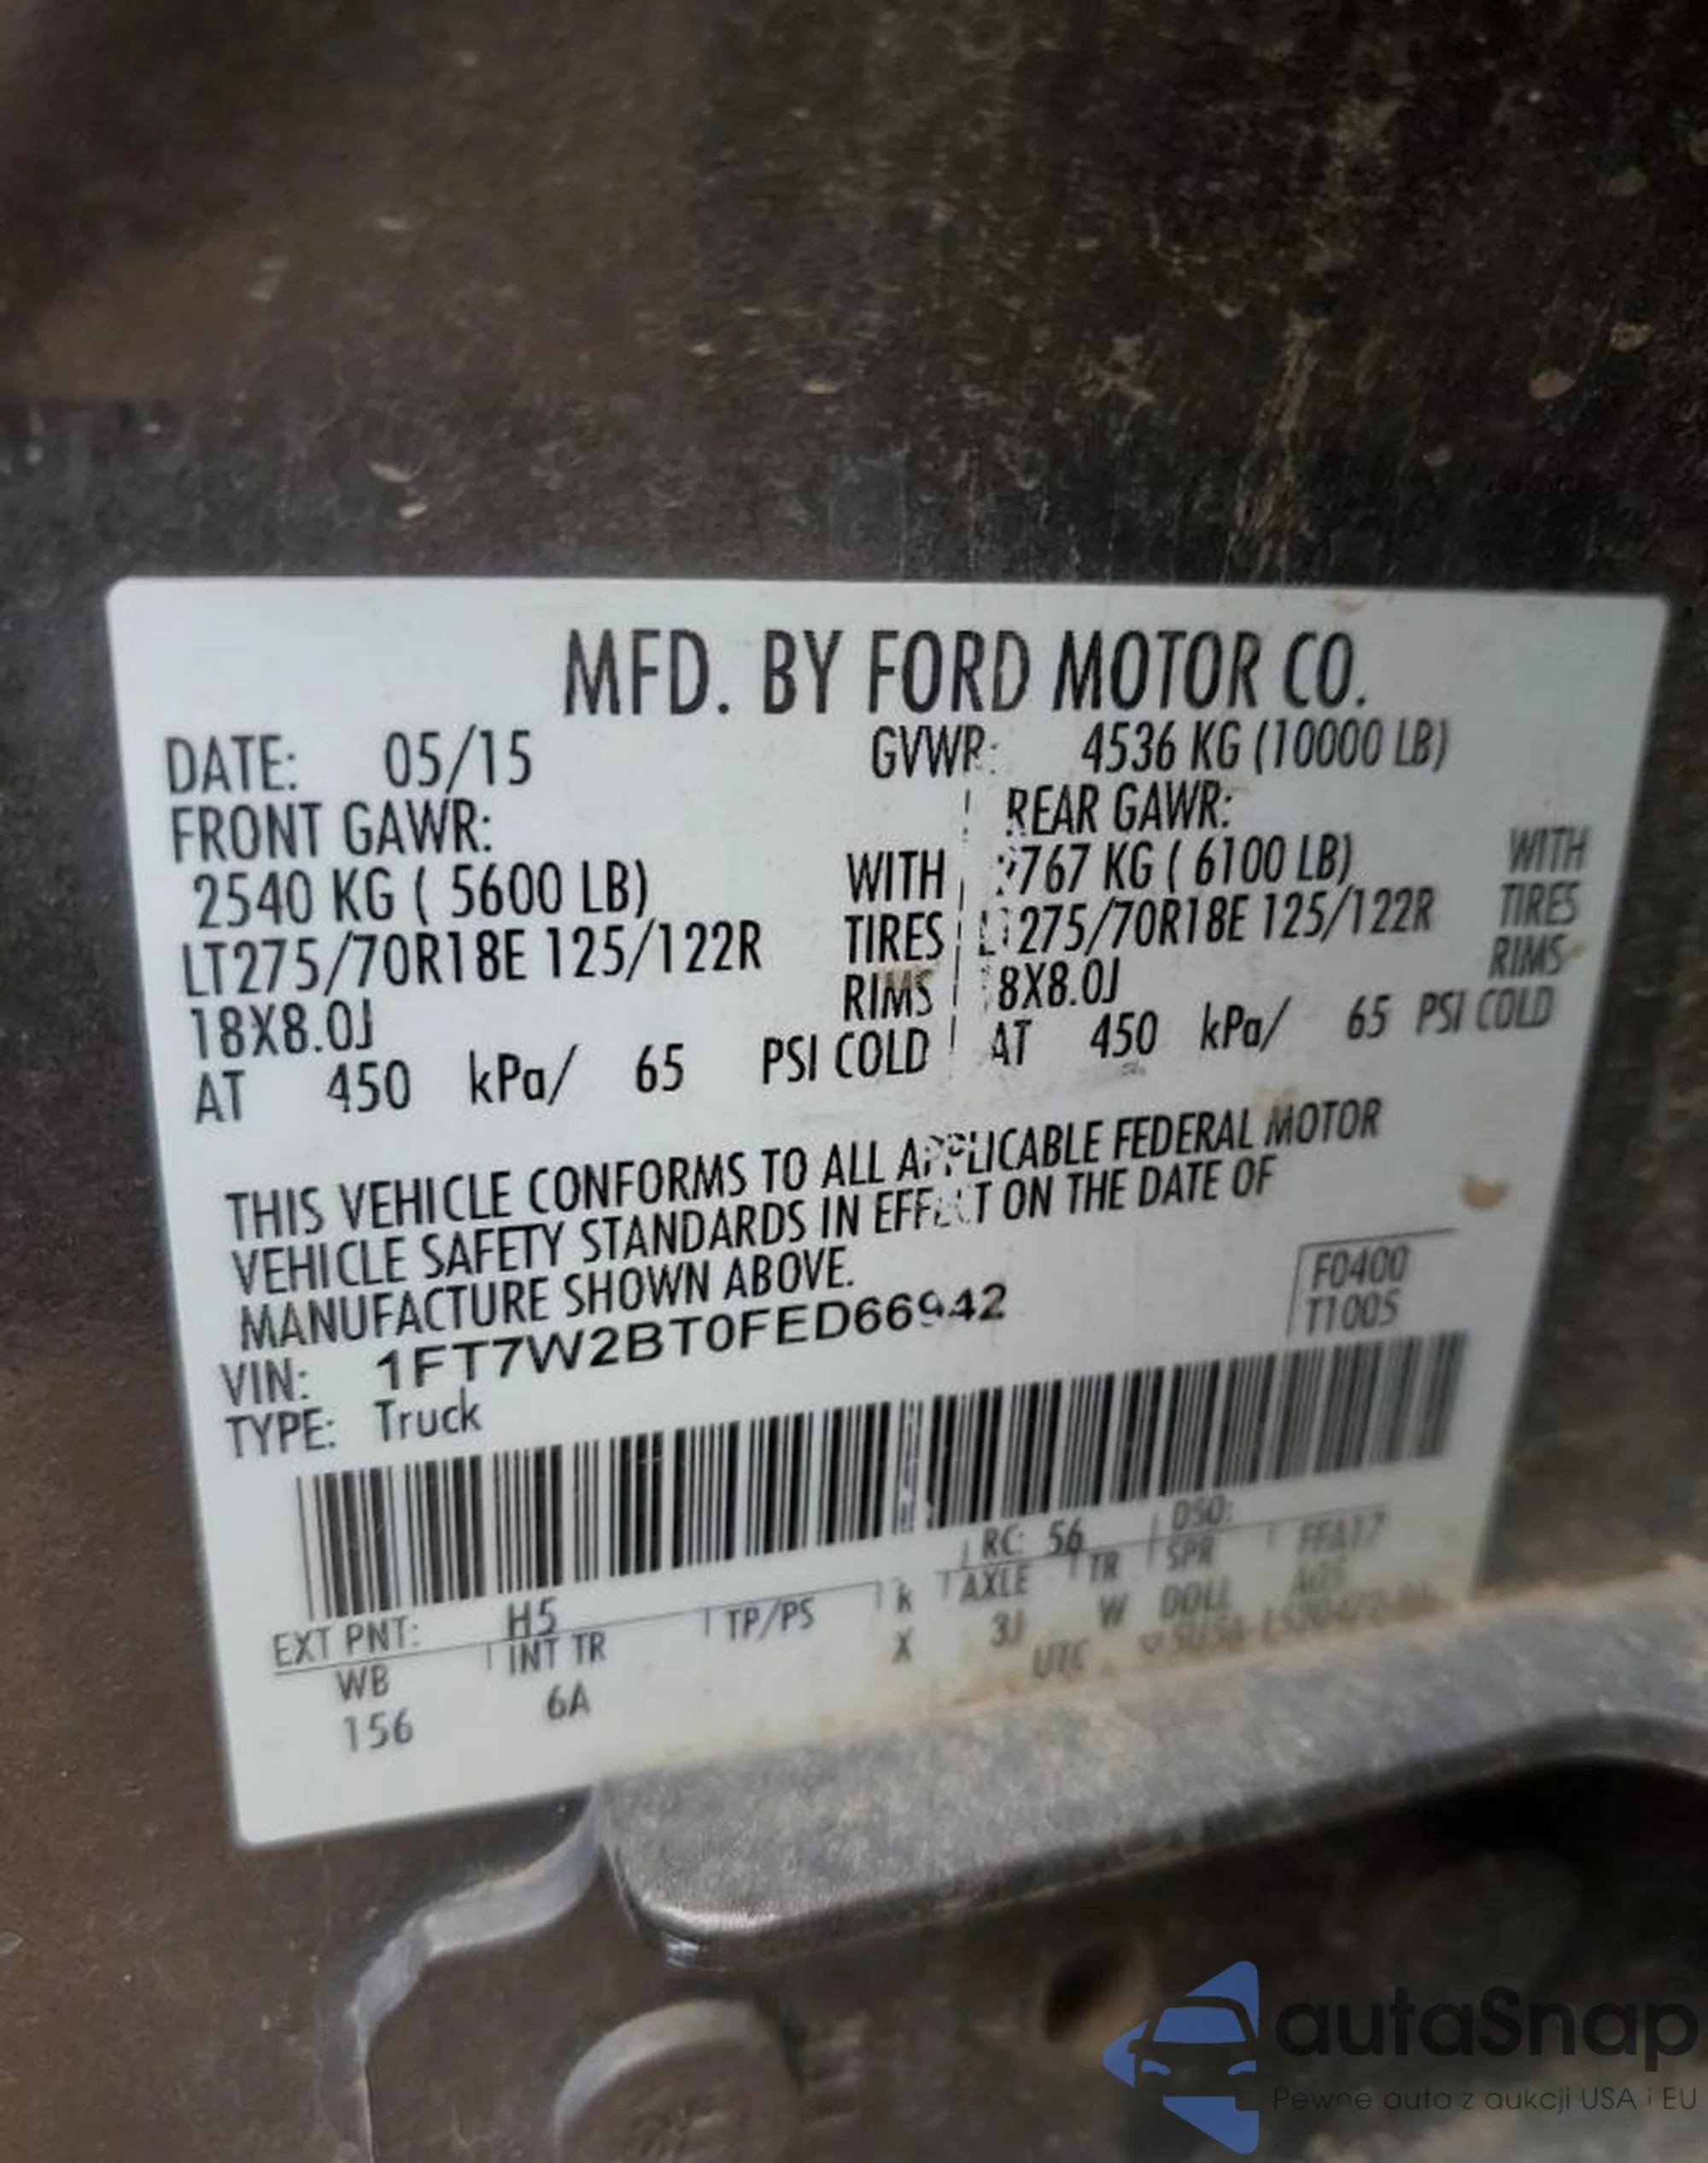 MFD. BY FORD MOTOR CO.
DATE: 05/15 GVWR: 4536 KG (10000 LB)
FRONT GAWR: REAR GAWR:
2540 KG ( 5600 LB) WITH 2767 KG ( 6100 LB) WITH
LT275/70R18E 125/122R TIRES LT275/70R18E 125/122R TIRES
18X8.0J RIMS 18X8.0J RIMS
AT 450 kPa/ 65 PSI COLD AT 450 kPa/ 65 PSI COLD
THIS VEHICLE CONFORMS TO ALL APPLICABLE FEDERAL MOTOR
VEHICLE SAFETY STANDARDS IN EFFECT ON THE DATE OF
MANUFACTURE SHOWN ABOVE.
F0400
T1005
VIN: 1FT7W2BT0FED66942
TYPE: Truck
EXT PNT: H5 RC: 56 DSO:
WB INT TR TP/PS R AXLE TR SPR
156 6A X 3J W DOLL
UTC
autaSnap
Pewne auta z aukcji USA i EU